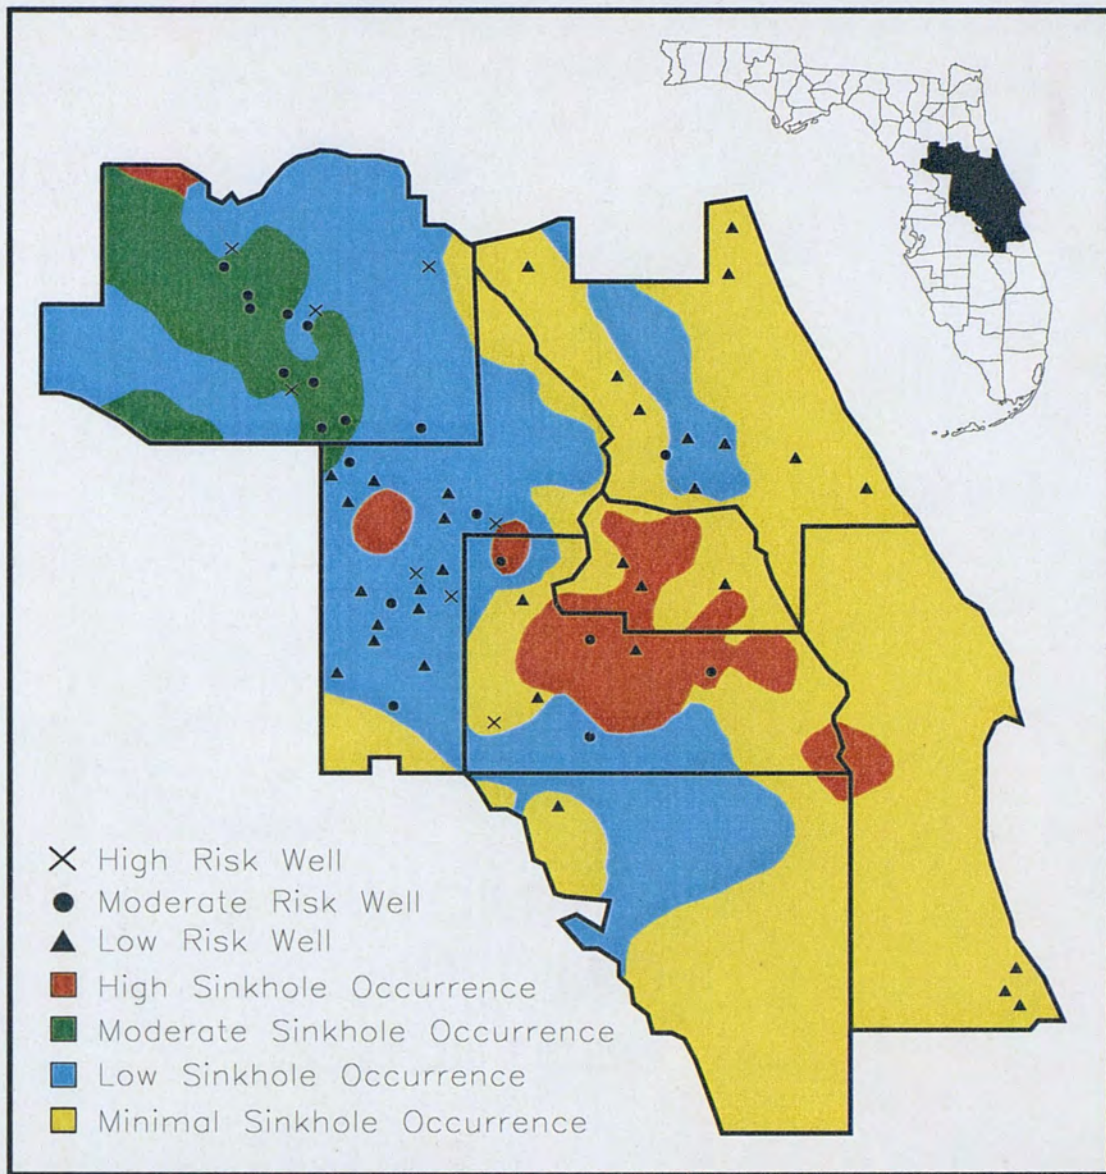 High Risk Well
Moderate Risk Well
Low Risk Well
High Sinkhole Occurrence
Moderate Sinkhole Occurrence
Low Sinkhole Occurrence
Minimal Sinkhole Occurrence